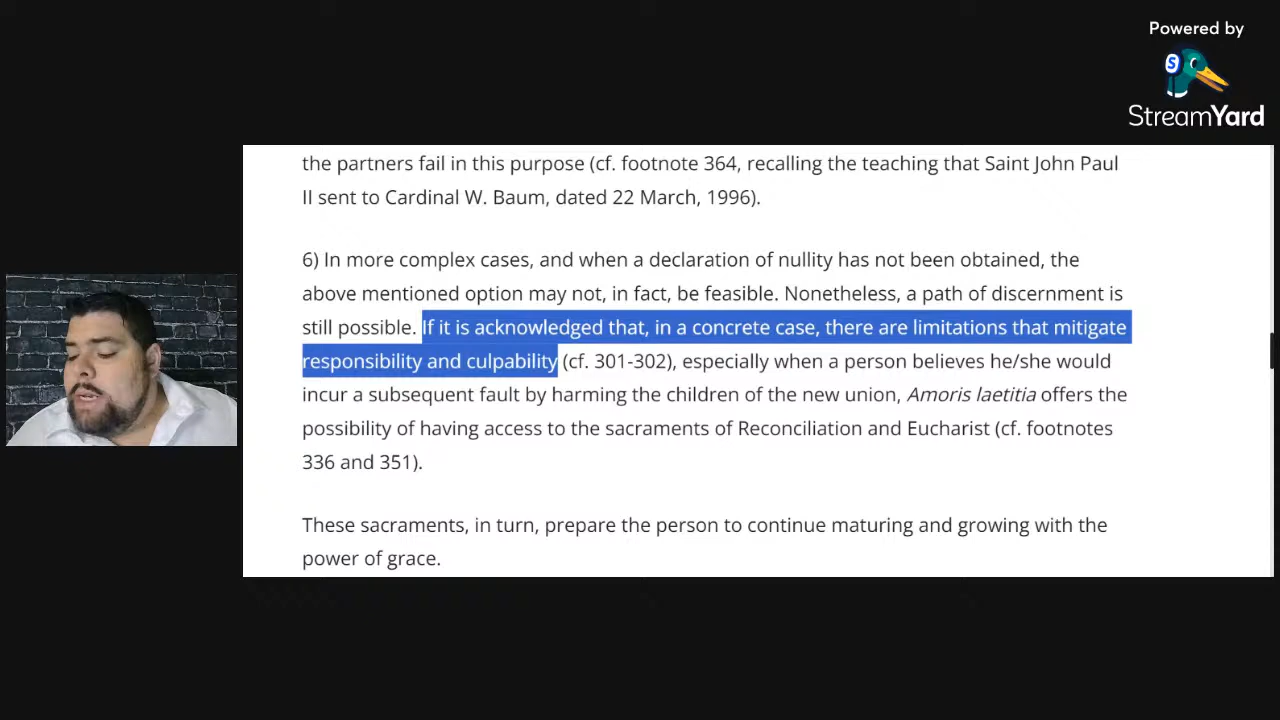 Powered by
S
StreamYard
the partners fail in this purpose (cf. footnote 364, recalling the teaching that Saint John Paul
II sent to Cardinal W. Baum, dated 22 March, 1996).
6) In more complex cases, and when a declaration of nullity has not been obtained, the
above mentioned option may not, in fact, be feasible. Nonetheless, a path of discernment is
still possible. If it is acknowledged that, in a concrete case, there are limitations that mitigate
responsibility and culpability (cf. 301-302), especially when a person believes he/she would
incur a subsequent fault by harming the children of the new union, Amoris laetitia offers the
possibility of having access to the sacraments of Reconciliation and Eucharist (cf. footnotes
336 and 351).
These sacraments, in turn, prepare the person to continue maturing and growing with the
power of grace.